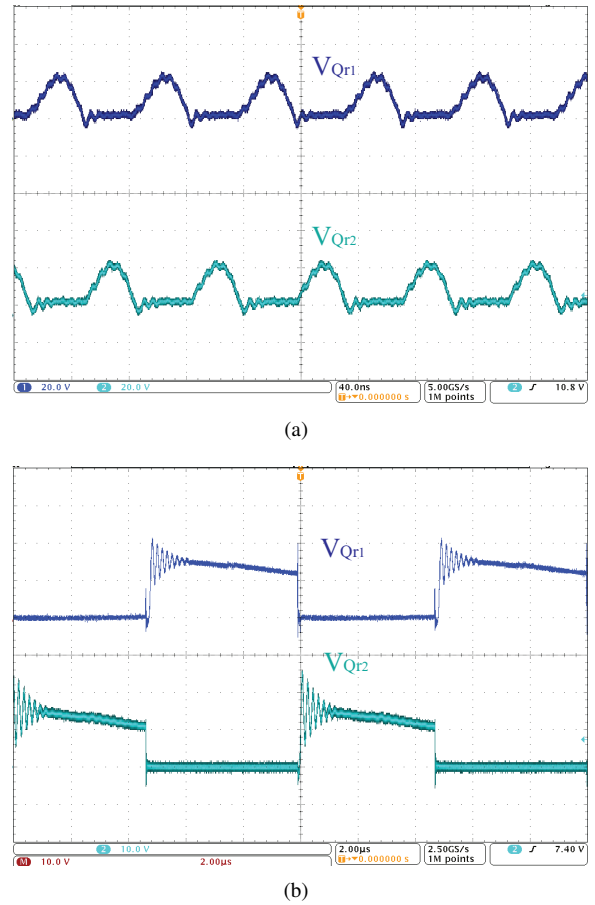 T
VQr1
VQr2
1 20.0 V 2 20.0 V 40.0ns 5.00GS/s 2 10.8 V
T→▼0.000000 s 1M points
(a)
T
VQr1
VQr2
2 10.0 V 2.00µs 2.50GS/s 2 7.40 V
M 10.0 V 2.00µs T→▼0.000000 s 1M points
(b)